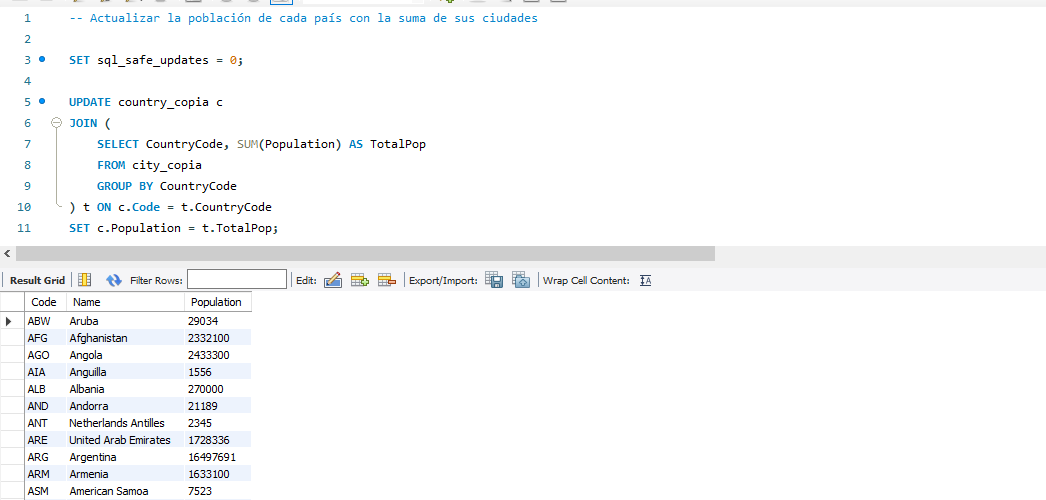 1 -- Actualizar la población de cada país con la suma de sus ciudades
2
3 SET sql_safe_updates = 0;
4
5 UPDATE country_copia c
6 JOIN (
7 SELECT CountryCode, SUM(Population) AS TotalPop
8 FROM city_copia
9 GROUP BY CountryCode
10 ) t ON c.Code = t.CountryCode
11 SET c.Population = t.TotalPop;
Result Grid Filter Rows: Edit: Export/Import: Wrap Cell Content:
Code Name Population
ABW Aruba 29034
AFG Afghanistan 2332100
AGO Angola 2433300
AIA Anguilla 1556
ALB Albania 270000
AND Andorra 21189
ANT Netherlands Antilles 2345
ARE United Arab Emirates 1728336
ARG Argentina 16497691
ARM Armenia 1633100
ASM American Samoa 7523